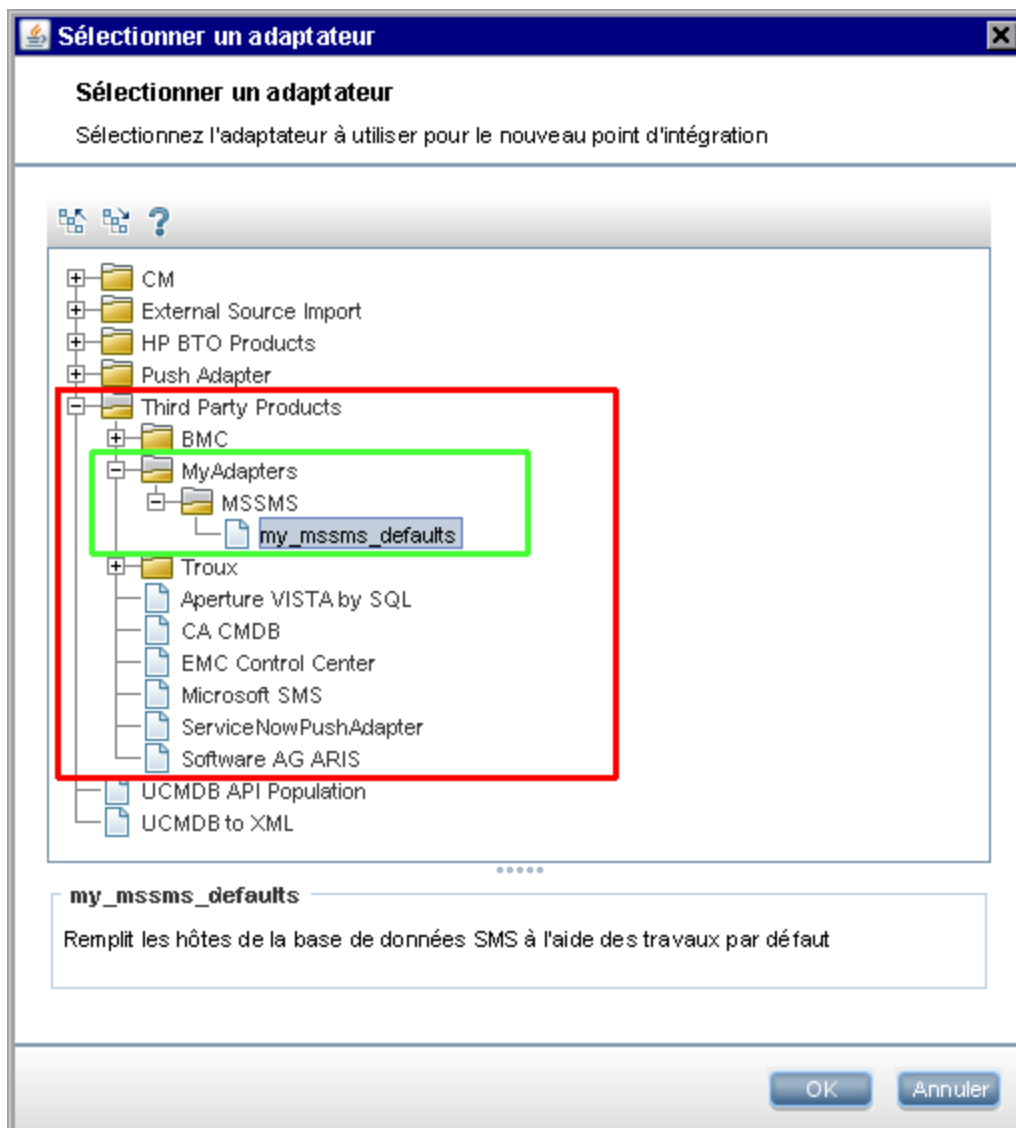 Sélectionner un adaptateur
Sélectionner un adaptateur
Sélectionnez l'adaptateur à utiliser pour le nouveau point d'intégration
CM
External Source Import
HP BTO Products
Push Adapter
Third Party Products
BMC
MyAdapters
MSSMS
my_mssms_defaults
Troux
Aperture VISTA by SQL
CA CMDB
EMC Control Center
Microsoft SMS
ServiceNowPushAdapter
Software AG ARIS
UCMDB API Population
UCMDB to XML
my_mssms_defaults
Remplit les hôtes de la base de données SMS à l'aide des travaux par défaut
OK Annuler